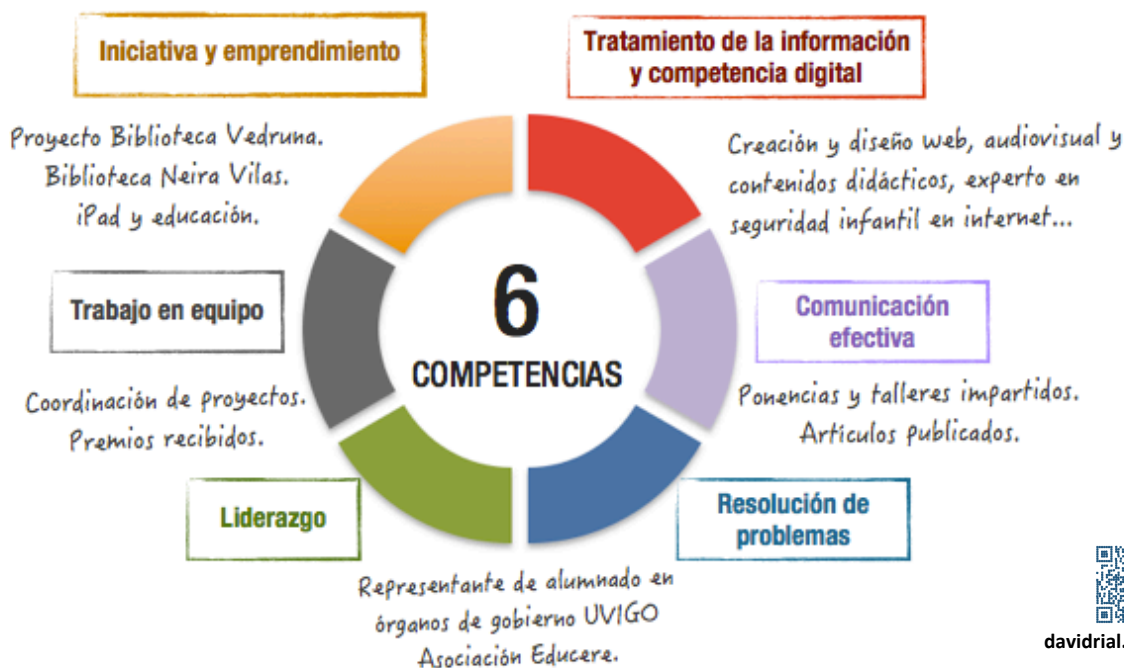 Iniciativa y emprendimiento
Proyecto Biblioteca Vedruna.
Biblioteca Neira Vilas.
iPad y educación.
Tratamiento de la información
y competencia digital
Creación y diseño web, audiovisual y
contenidos didácticos, experto en
seguridad infantil en internet...
Trabajo en equipo
Coordinación de proyectos.
Premios recibidos.
6
COMPETENCIAS
Comunicación
efectiva
Ponencias y talleres impartidos.
Artículos publicados.
Liderazgo
Resolución de
problemas
Representante de alumnado en
órganos de gobierno UVIGO
Asociación Educere.
davidrial.